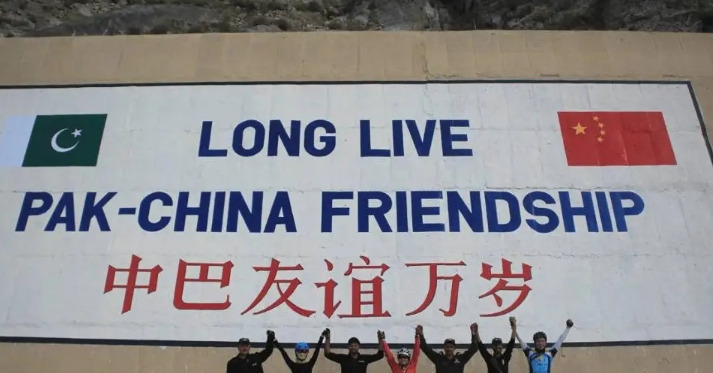 LONG LIVE
PAK-CHINA FRIENDSHIP
中巴友谊万岁